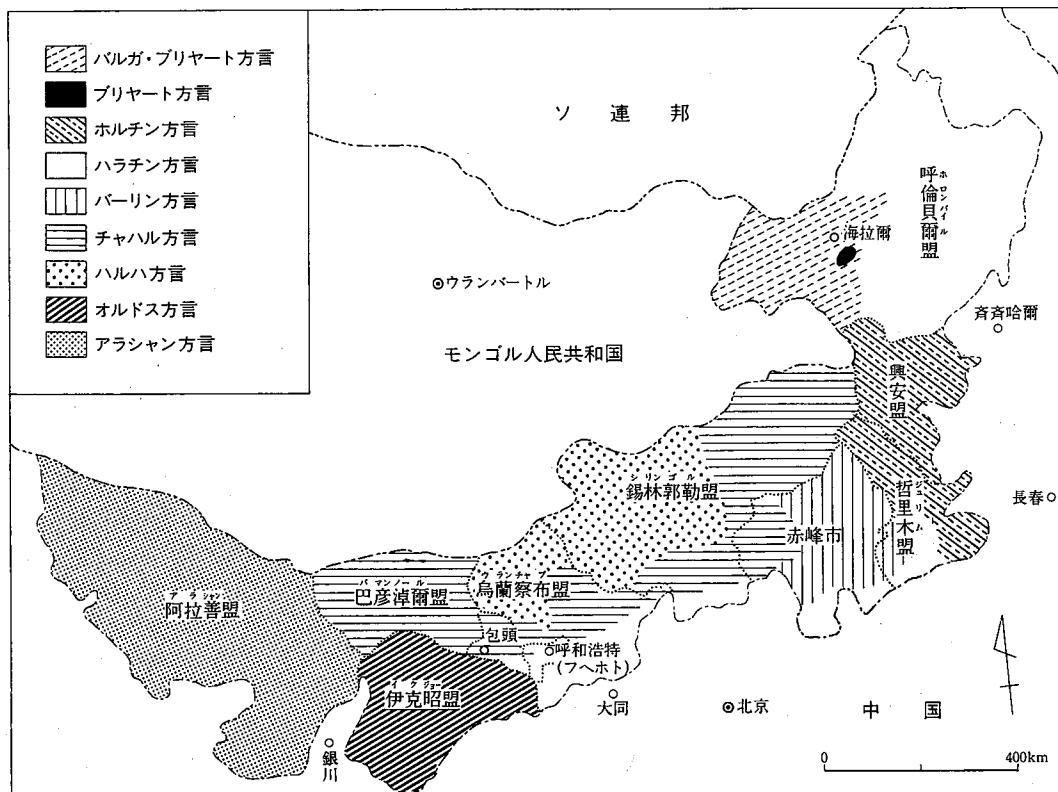 バルガ・ブリヤート方言
ブリヤート方言
ホルチン方言
ハラチン方言
バーリン方言
チャハル方言
ハルハ方言
オルドス方言
アラシャン方言
ソ連邦
呼倫貝爾盟
ホロンバイル
海拉爾
ウランバートル
斉斉哈爾
モンゴル人民共和国
興安盟
シリンゴル
錫林郭勒盟
ジュリム
哲里木盟
長春
赤峰市
ウランチャブ
烏蘭察布盟
バヤンノール
巴彦淖爾盟
アラシャン
阿拉善盟
包頭
呼和浩特
(フヘホト)
イクジョー
伊克昭盟
大同
北京
中国
銀川
0 400km